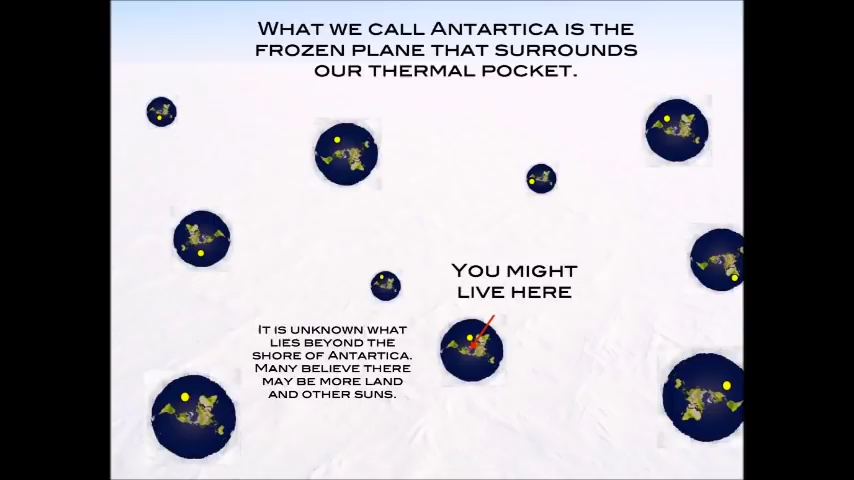 What we call Antartica is the
frozen plane that surrounds
our thermal pocket.
You might
live here
It is unknown what
lies beyond the
shore of Antartica.
Many believe there
may be more land
and other suns.